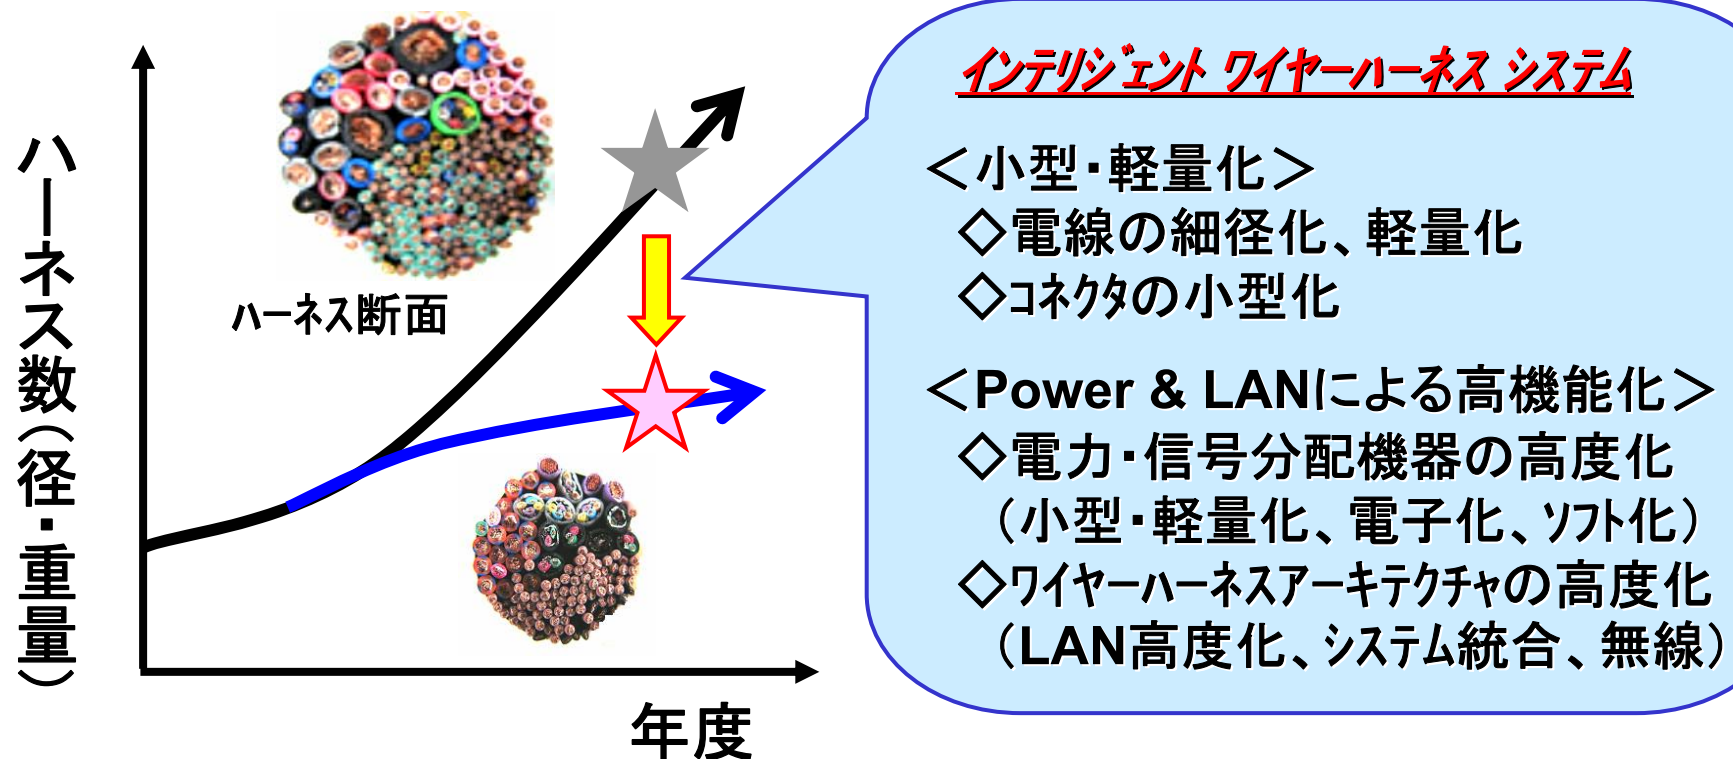 ハーネス数（径・重量）
ﾊｰﾈｽ断面
年度
ｲﾝﾃﾘｼﾞｪﾝﾄ ﾜｲﾔｰﾊｰﾈｽ ｼｽﾃﾑ
＜小型・軽量化＞
◇電線の細径化、軽量化
◇ｺﾈｸﾀの小型化
＜Power & LANによる高機能化＞
◇電力・信号分配機器の高度化
（小型・軽量化、電子化、ｿﾌﾄ化）
◇ﾜｲﾔｰﾊｰﾈｽｱｰｷﾃｸﾁｬの高度化
（LAN高度化、ｼｽﾃﾑ統合、無線）